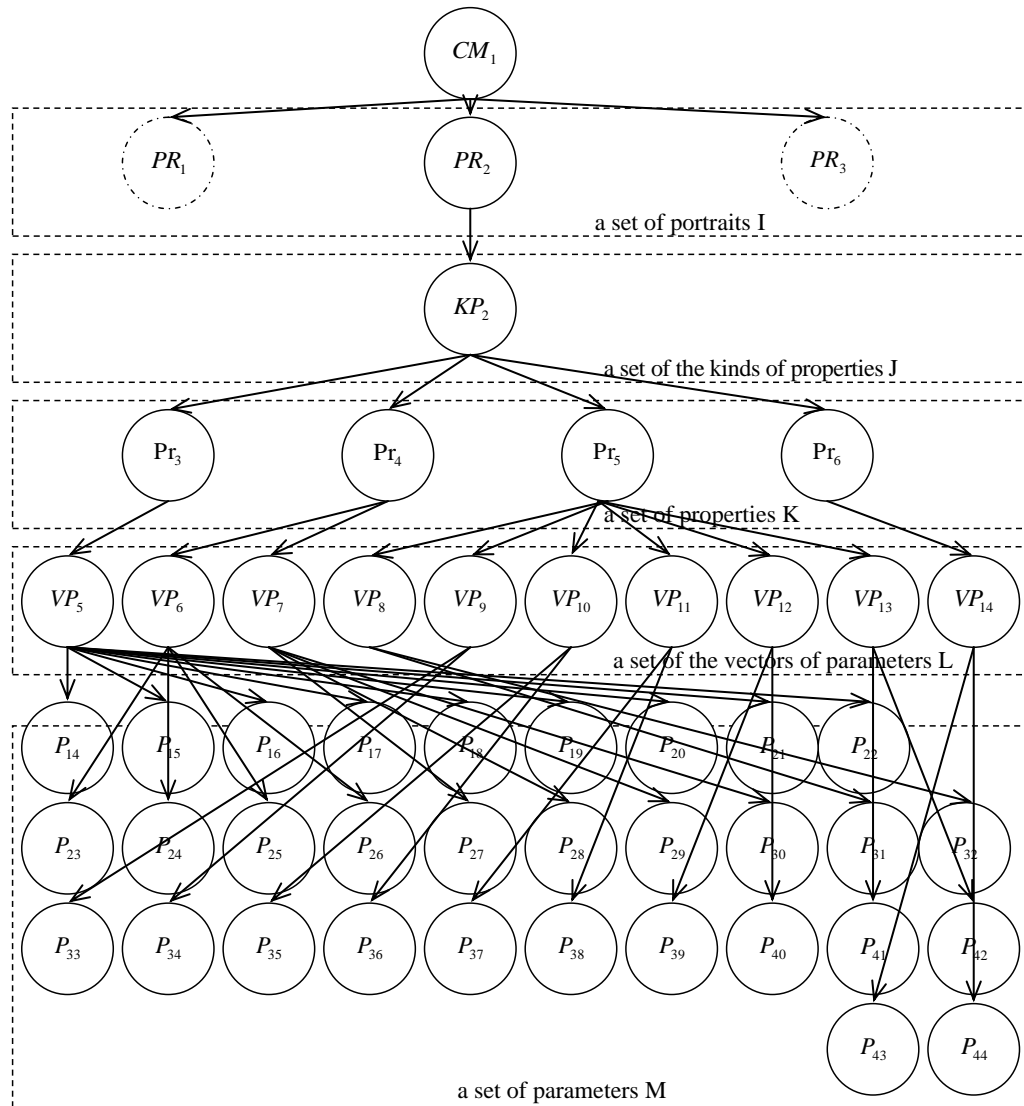 CM₁
PR₁ PR₂ PR₃
a set of portraits I
KP₂
a set of the kinds of properties J
Pr₃ Pr₄ Pr₅ Pr₆
a set of properties K
VP₅ VP₆ VP₇ VP₈ VP₉ VP₁₀ VP₁₁ VP₁₂ VP₁₃ VP₁₄
a set of the vectors of parameters L
P₁₄ P₁₅ P₁₆ P₁₇ P₁₈ P₁₉ P₂₀ P₂₁ P₂₂
P₂₃ P₂₄ P₂₅ P₂₆ P₂₇ P₂₈ P₂₉ P₃₀ P₃₁ P₃₂
P₃₃ P₃₄ P₃₅ P₃₆ P₃₇ P₃₈ P₃₉ P₄₀ P₄₁ P₄₂
P₄₃ P₄₄
a set of parameters M